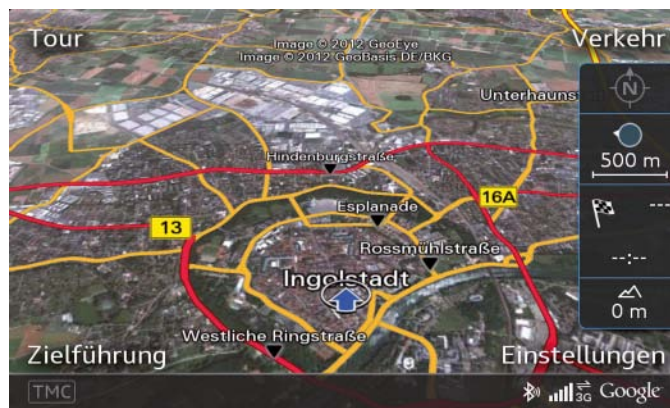 Tour
Verkehr
Image © 2012 GeoEye
Image © 2012 GeoBasis DE/BKG
Unterhaunst
N
500 m
Hindenburgstraße
16A
Esplanade
---
13
Rossmühlstraße
--:--
Ingolstadt
0 m
Westliche Ringstraße
Zielführung
Einstellungen
TMC
3G Google